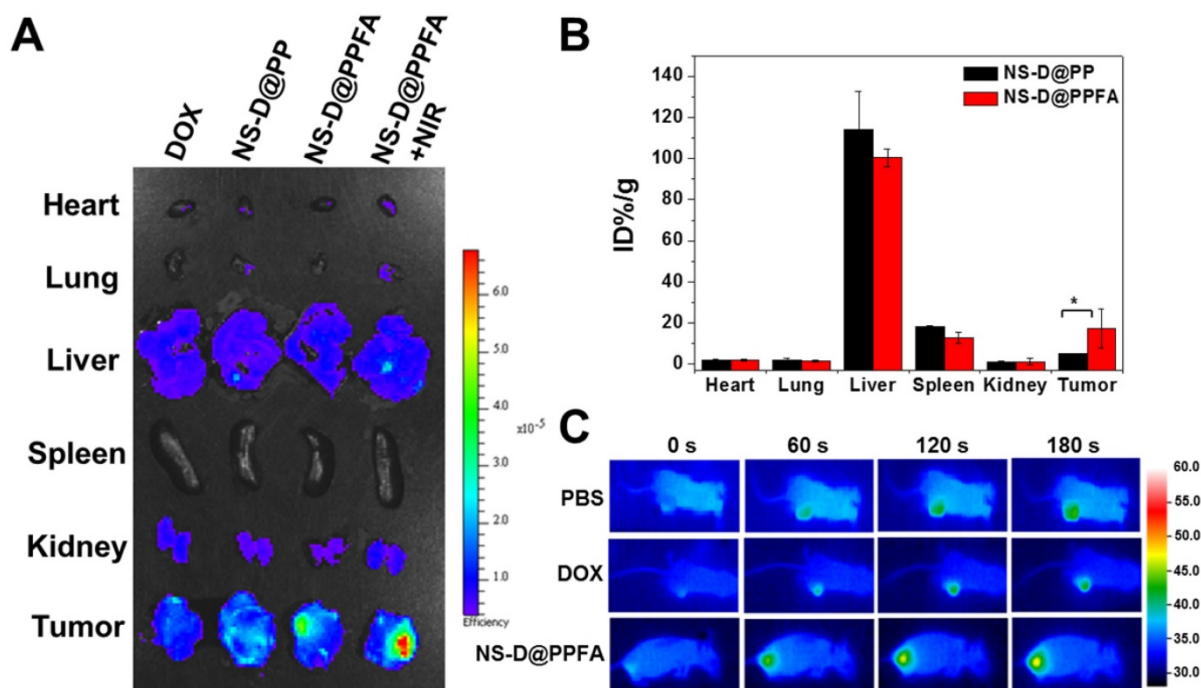 A
DOX
NS-D@PP
NS-D@PPFA
NS-D@PPFA
+NIR
Heart
Lung
Liver
Spleen
Kidney
Tumor
6.0
5.0
4.0
x10-5
3.0
2.0
1.0
Efficiency
B
NS-D@PP
NS-D@PPFA
ID%/g
140
120
100
80
60
40
20
0
*
Heart
Lung
Liver
Spleen
Kidney
Tumor
C
0 s
60 s
120 s
180 s
PBS
DOX
NS-D@PPFA
60.0
55.0
50.0
45.0
40.0
35.0
30.0